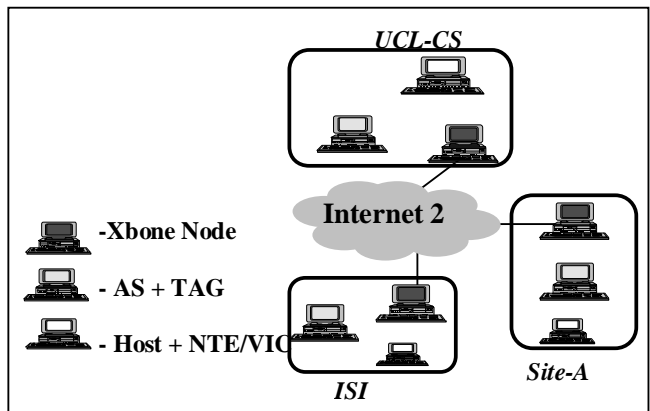 UCL-CS
Internet 2
-Xbone Node
- AS + TAG
- Host + NTE/VIC
ISI
Site-A